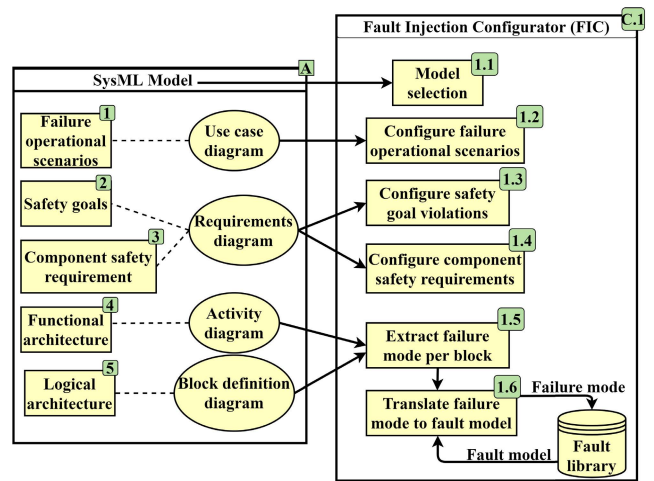 Fault Injection Configurator (FIC)
C.1
A
SysML Model
1.1
Model
selection
1
Failure
operational
scenarios
Use case
diagram
1.2
Configure failure
operational scenarios
2
Safety goals
1.3
Configure safety
goal violations
Requirements
diagram
3
Component safety
requirement
1.4
Configure component
safety requirements
4
Functional
architecture
Activity
diagram
1.5
Extract failure
mode per block
5
Logical
architecture
Block definition
diagram
1.6
Translate failure
mode to fault model
Failure mode
Fault model
Fault
library